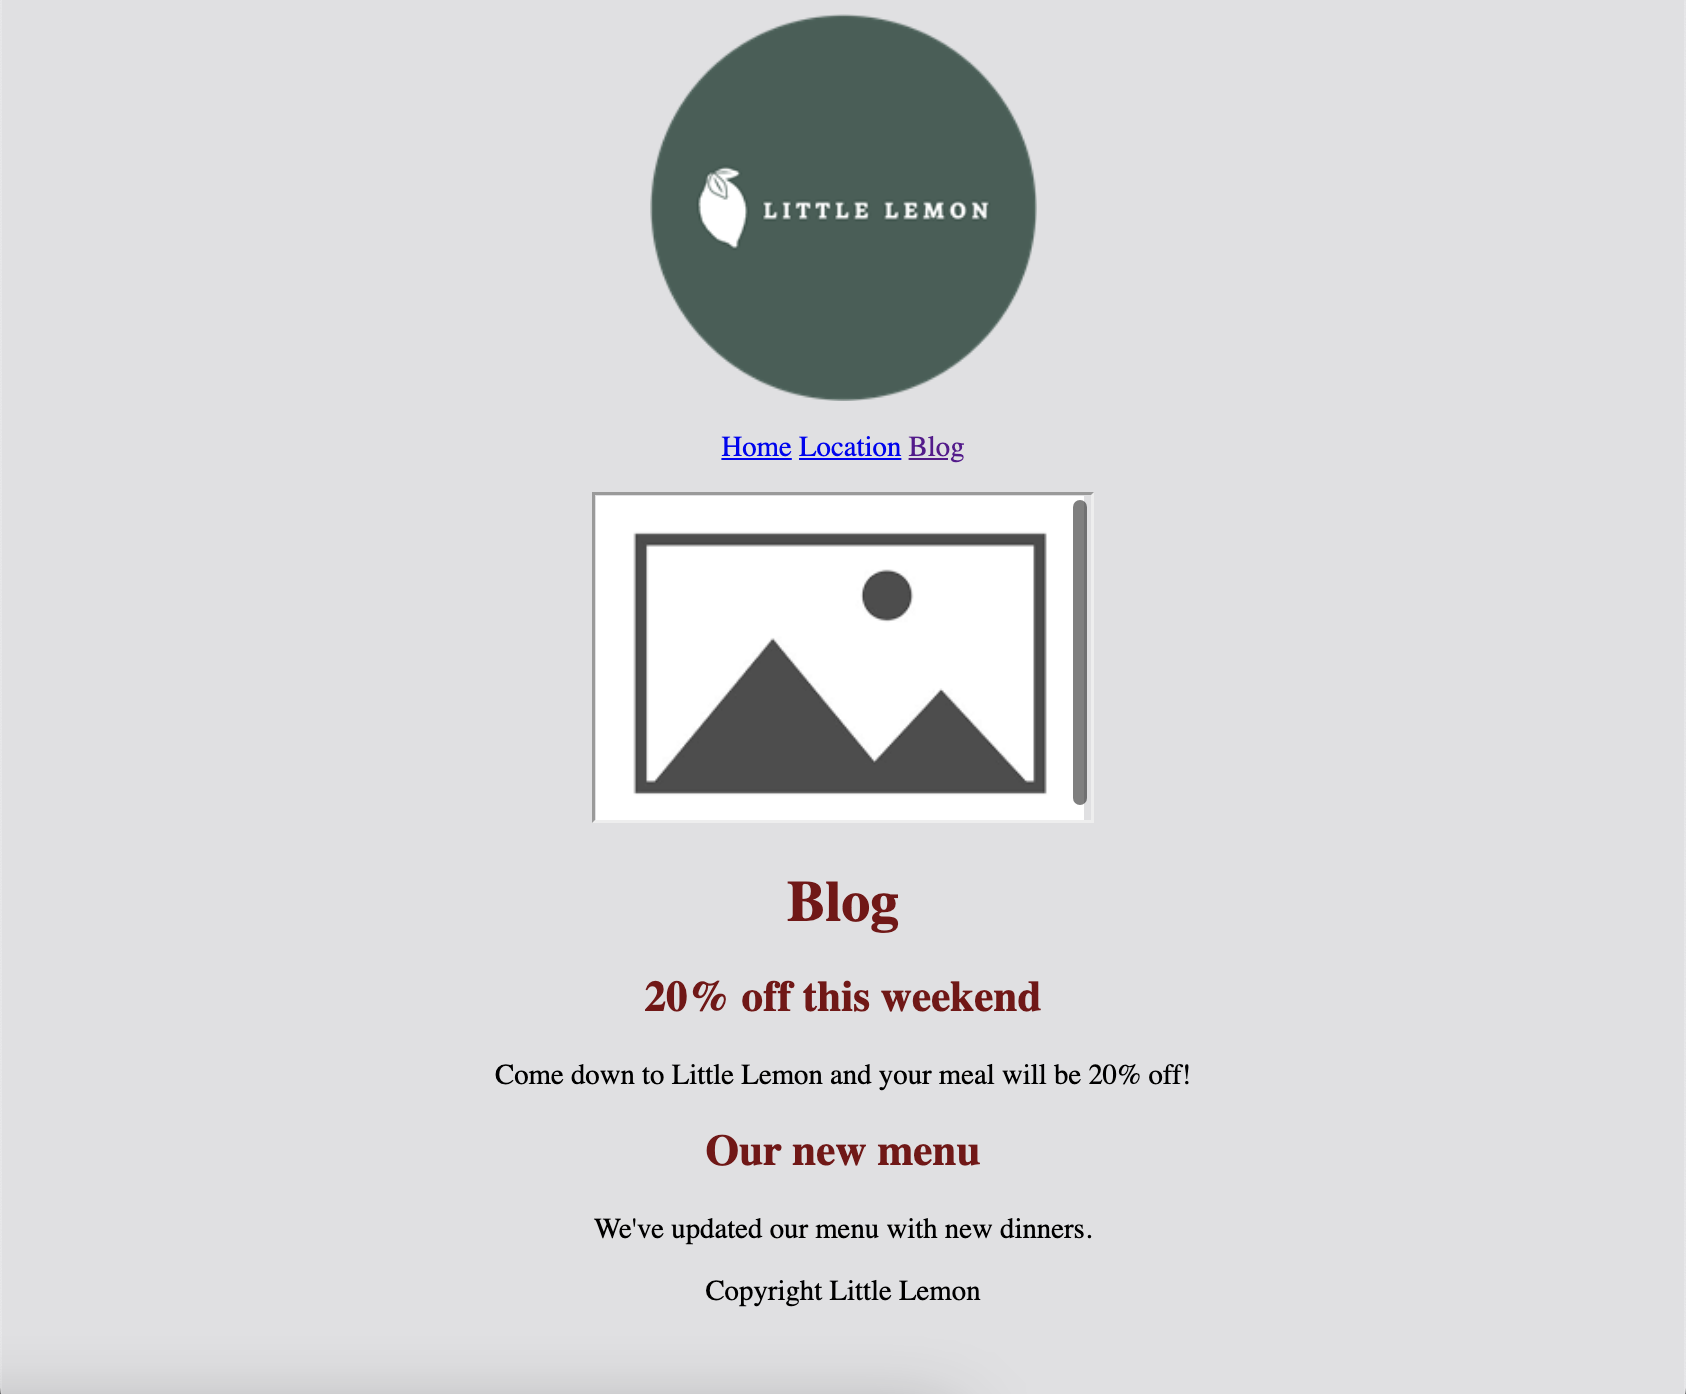 LITTLE LEMON
Home Location Blog
Blog
20% off this weekend
Come down to Little Lemon and your meal will be 20% off!
Our new menu
We've updated our menu with new dinners.
Copyright Little Lemon